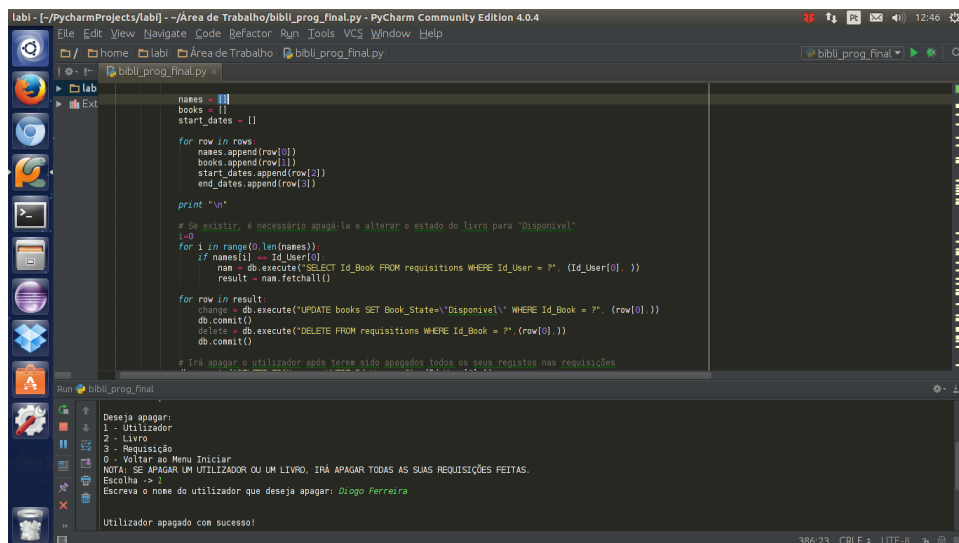 labi - [~/PycharmProjects/labi] - ~/Área de Trabalho/bibli_prog_final.py - PyCharm Community Edition 4.0.4
Pt
12:46
File Edit View Navigate Code Refactor Run Tools VCS Window Help
/ home labi Área de Trabalho bibli_prog_final.py
bibli_prog_final
bibli_prog_final.py ×
lab
Ext
names = []
books = []
start_dates = []
for row in rows:
names.append(row[0])
books.append(row[1])
start_dates.append(row[2])
end_dates.append(row[3])
print "\n"
# Se existir, é necessário apagá-la e alterar o estado do livro para "Disponivel"
i=0
for i in range(0,len(names)):
if names[i] == Id_User[0]:
nam = db.execute("SELECT Id_Book FROM requisitions WHERE Id_User = ?", (Id_User[0], ))
result = nam.fetchall()
for row in result:
change = db.execute("UPDATE books SET Book_State=\"Disponivel\" WHERE Id_Book = ?", (row[0],))
db.commit()
delete = db.execute("DELETE FROM requisitions WHERE Id_Book = ?",(row[0],))
db.commit()
# Irá apagar o utilizador após terem sido apagados todos os seus registos nas requisições
Run bibli_prog_final
Deseja apagar:
1 - Utilizador
2 - Livro
3 - Requisição
0 - Voltar ao Menu Iniciar
NOTA: SE APAGAR UM UTILIZADOR OU UM LIVRO, IRÁ APAGAR TODAS AS SUAS REQUISIÇÕES FEITAS.
Escolha -> 1
Escreva o nome do utilizador que deseja apagar: Diogo Ferreira
Utilizador apagado com sucesso!
386:23 CRLF UTF-8